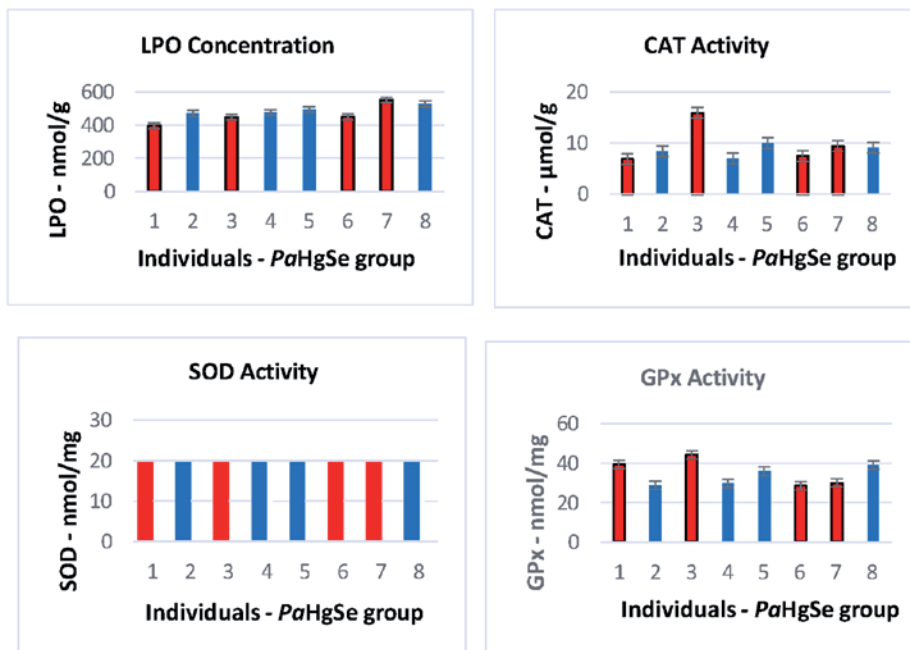 LPO Concentration
LPO - nmol/g
600
400
200
0
1 2 3 4 5 6 7 8
Individuals - PaHgSe group
CAT Activity
CAT - µmol/g
20
10
0
1 2 3 4 5 6 7 8
Individuals - PaHgSe group
SOD Activity
SOD - nmol/mg
30
20
10
0
1 2 3 4 5 6 7 8
Individuals - PaHgSe group
GPx Activity
GPx - nmol/mg
60
40
20
0
1 2 3 4 5 6 7 8
Individuals - PaHgSe group